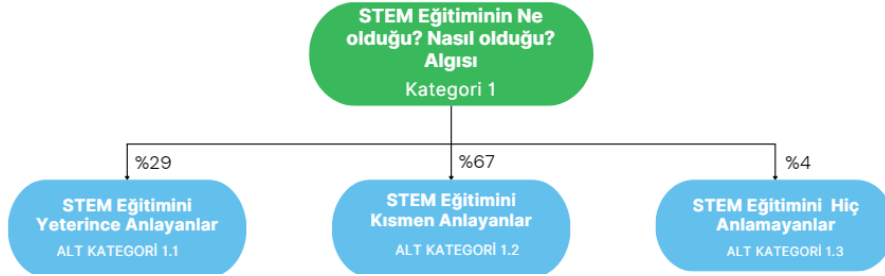 STEM Eğitiminin Ne
olduğu? Nasıl olduğu?
Algısı
Kategori 1
%29
%67
%4
STEM Eğitimini
Yeterince Anlayanlar
ALT KATEGORİ 1.1
STEM Eğitimini
Kısmen Anlayanlar
ALT KATEGORİ 1.2
STEM Eğitimini Hiç
Anlamayanlar
ALT KATEGORİ 1.3